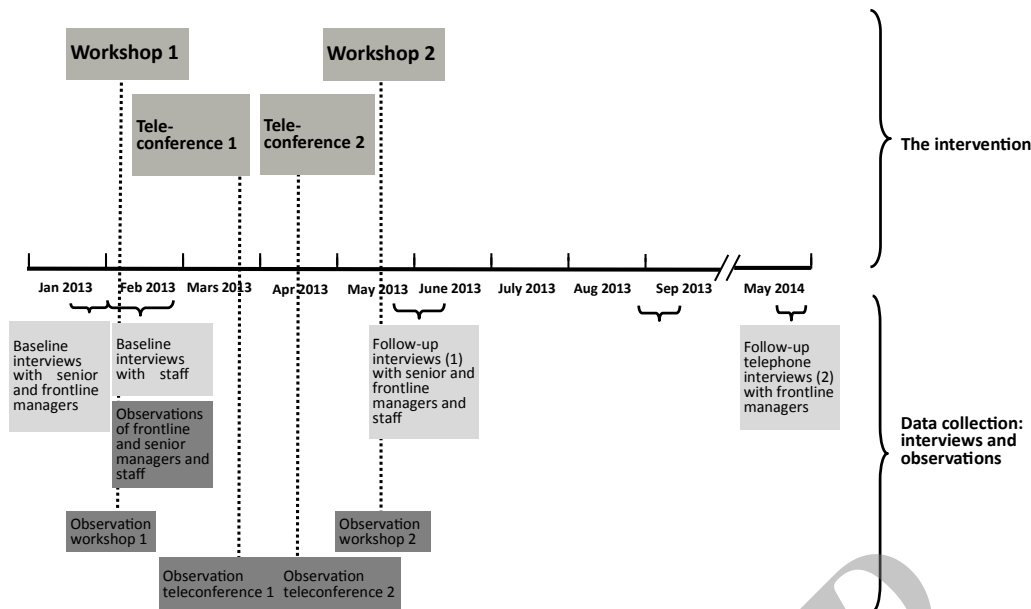 Workshop 1
Workshop 2
Tele-
conference 1
Tele-
conference 2
The intervention
Jan 2013
Feb 2013
Mars 2013
Apr 2013
May 2013
June 2013
July 2013
Aug 2013
Sep 2013
May 2014
Baseline
interviews
with senior
and frontline
managers
Baseline
interviews
with staff
Observations
of frontline
and senior
managers and
staff
Follow-up
interviews (1)
with senior and
frontline
managers and
staff
Follow-up
telephone
interviews (2)
with frontline
managers
Data collection:
interviews and
observations
Observation
workshop 1
Observation
workshop 2
Observation
teleconference 1
Observation
teleconference 2